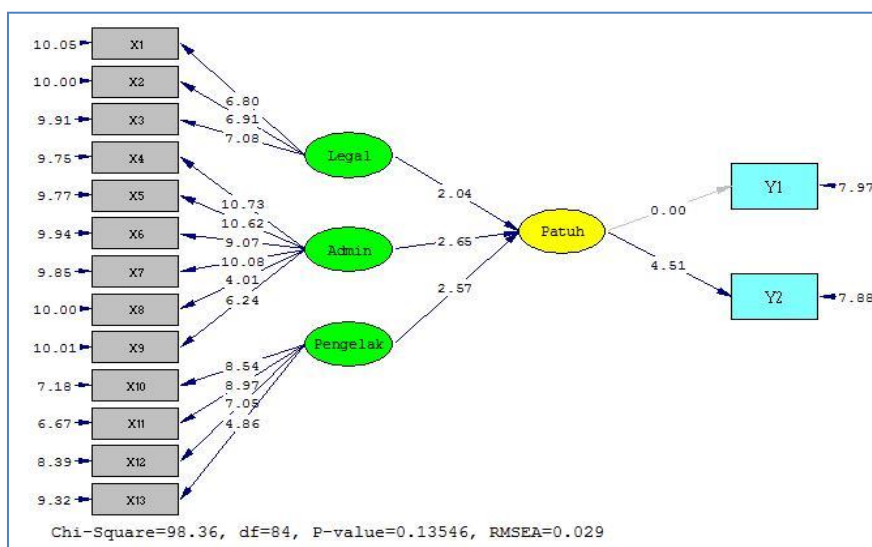 10.05 X1
10.00 X2
9.91 X3
9.75 X4
9.77 X5
9.94 X6
9.85 X7
10.00 X8
10.01 X9
7.18 X10
6.67 X11
8.39 X12
9.32 X13
6.80
6.91
7.08
10.73
10.62
9.07
10.08
4.01
6.24
8.54
8.97
7.05
4.86
Legal
Admin
Pengelak
2.04
2.65
2.57
Patuh
0.00
4.51
Y1 7.97
Y2 7.88
Chi-Square=98.36, df=84, P-value=0.13546, RMSEA=0.029